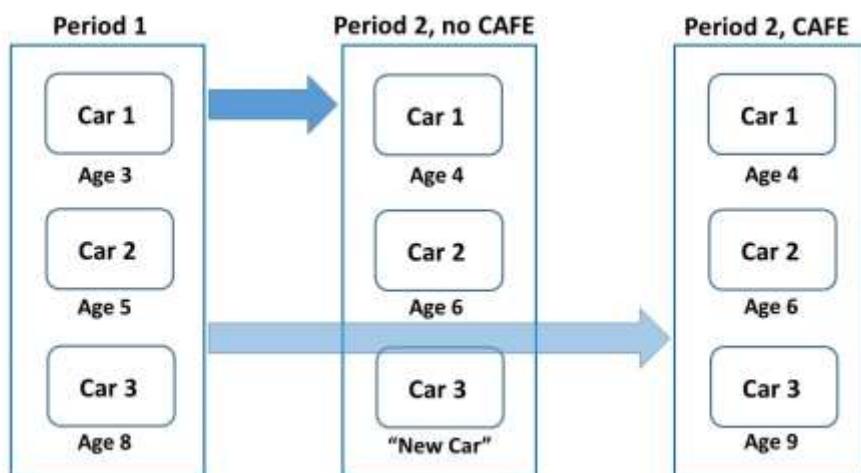 Period 1
Period 2, no CAFE
Period 2, CAFE
Car 1
Car 1
Car 1
Age 3
Age 4
Age 4
Car 2
Car 2
Car 2
Age 5
Age 6
Age 6
Car 3
Car 3
Car 3
Age 8
“New Car”
Age 9